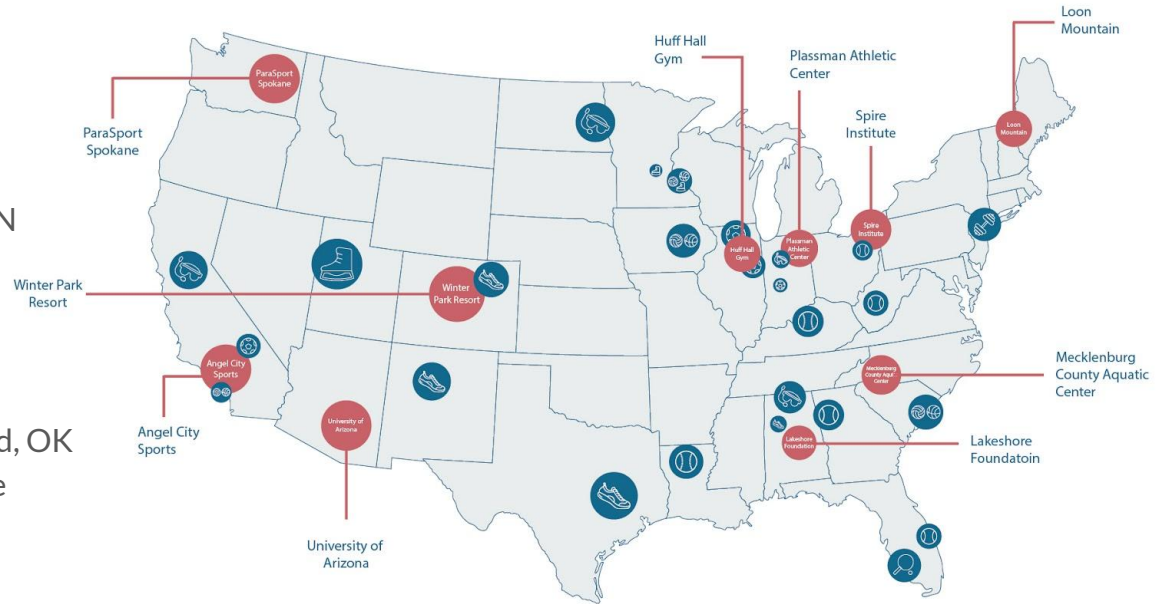 N
d, OK
e
ParaSport
Spokane
Winter Park
Resort
Angel City
Sports
University of
Arizona
Huff Hall
Gym
Plassman Athletic
Center
Spire
Institute
Loon
Mountain
Mecklenburg
County Aquatic
Center
Lakeshore
Foundatoin
ParaSport
Spokane
Winter
Park Resort
Angel City
Sports
University of
Arizona
Huff Hall
Gym
Plassman
Athletic
Center
Spire
Institute
Loon
Mountain
Mecklenburg
County Aquat
Center
Lakeshore
Foundation